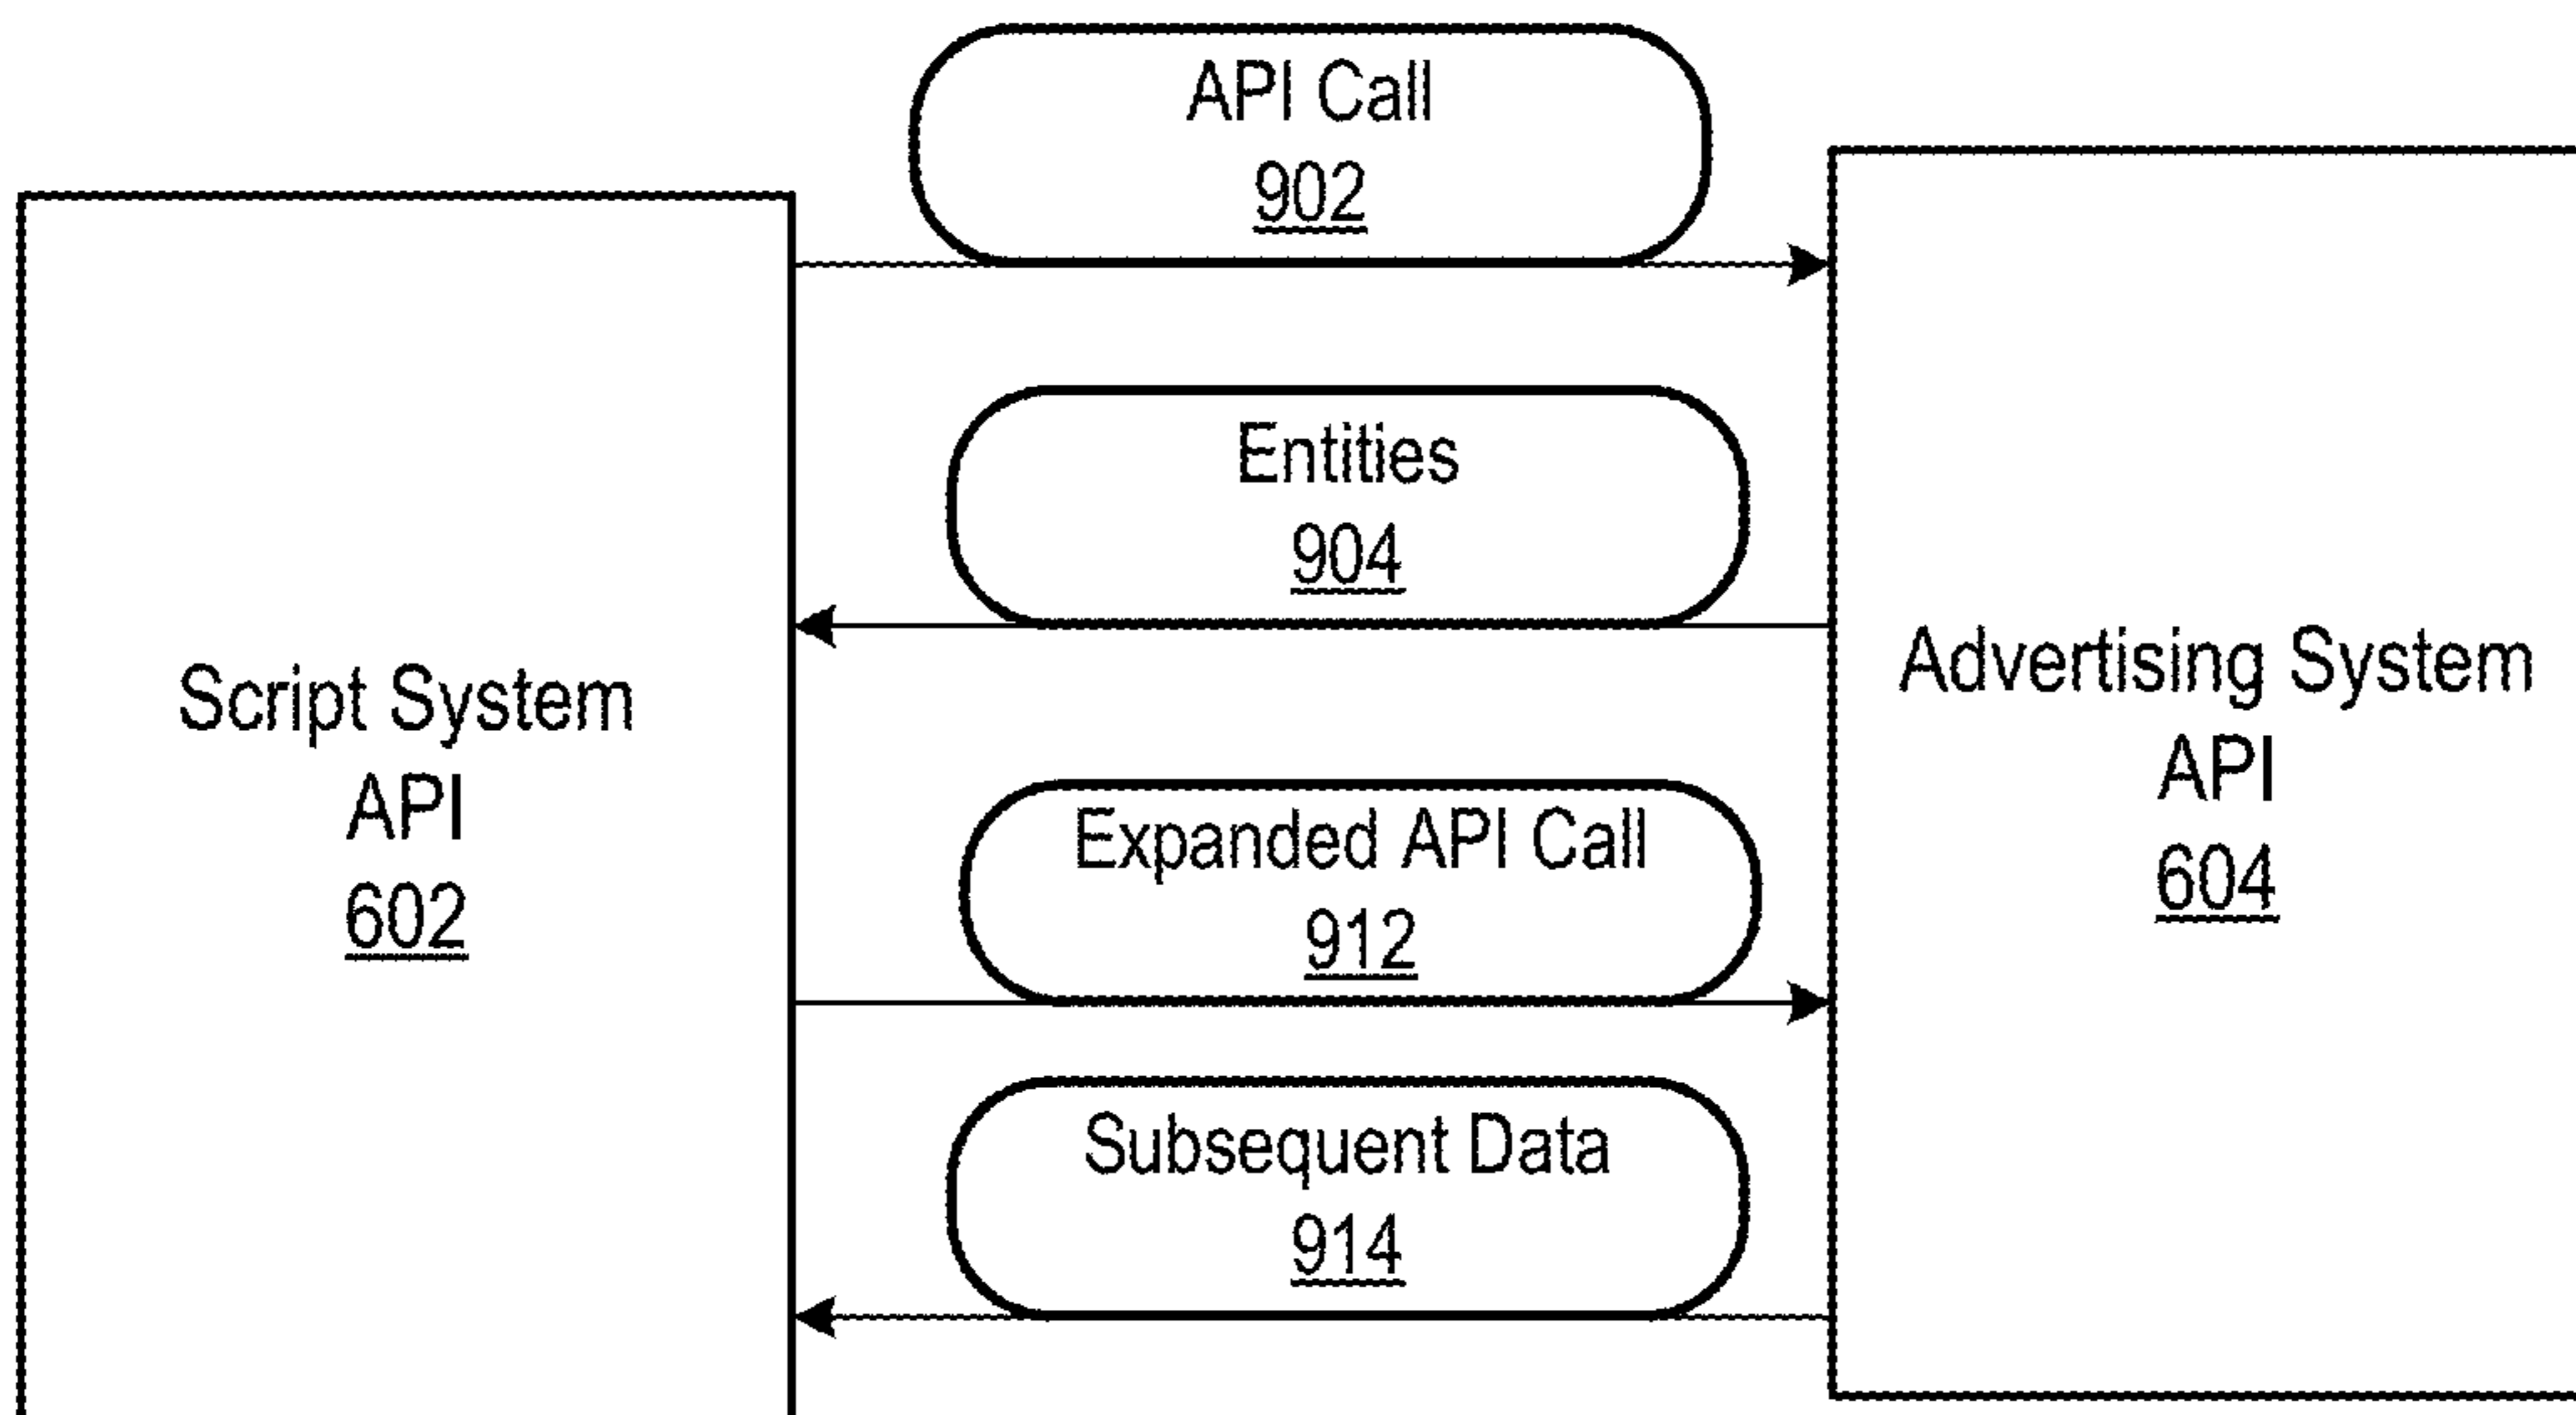 API Call
902
Entities
904
Script System
API
602
Advertising System
API
604
Expanded API Call
912
Subsequent Data
914